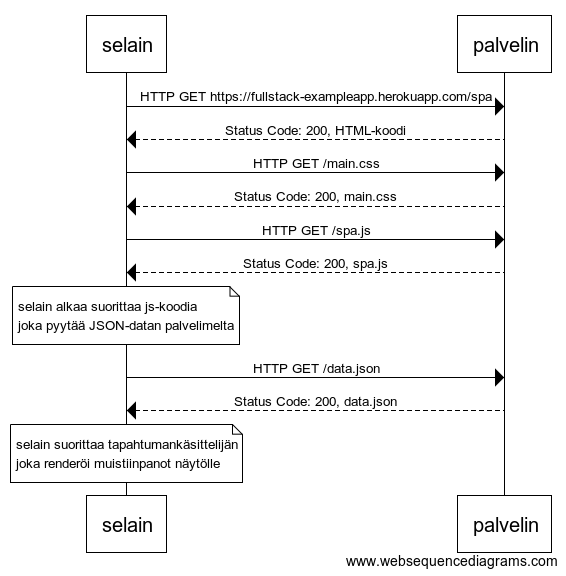 selain palvelin
HTTP GET https://fullstack-exampleapp.herokuapp.com/spa
Status Code: 200, HTML-koodi
HTTP GET /main.css
Status Code: 200, main.css
HTTP GET /spa.js
Status Code: 200, spa.js
selain alkaa suorittaa js-koodia
joka pyytää JSON-datan palvelimelta
HTTP GET /data.json
Status Code: 200, data.json
selain suorittaa tapahtumankäsittelijän
joka renderöi muistiinpanot näytölle
selain palvelin
www.websequencediagrams.com